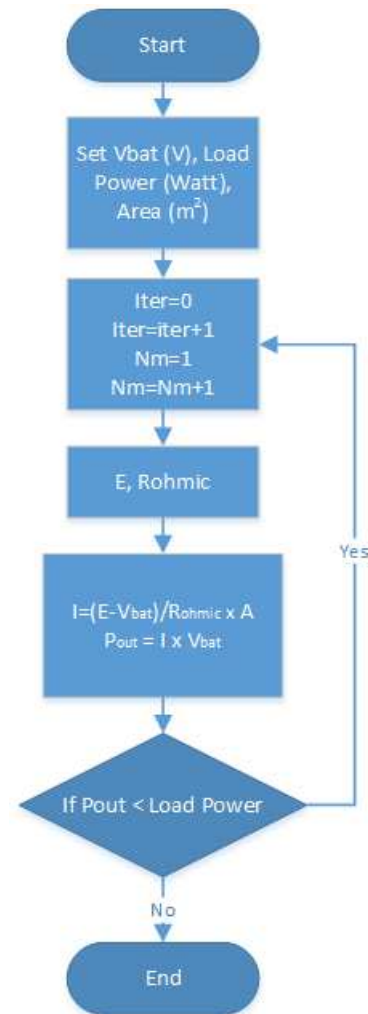 Start
Set Vbat (V), Load
Power (Watt),
Area (m²)
Iter=0
Iter=iter+1
Nm=1
Nm=Nm+1
E, Rohmic
Yes
I=(E-Vbat)/Rohmic x A
Pout = I x Vbat
If Pout < Load Power
No
End